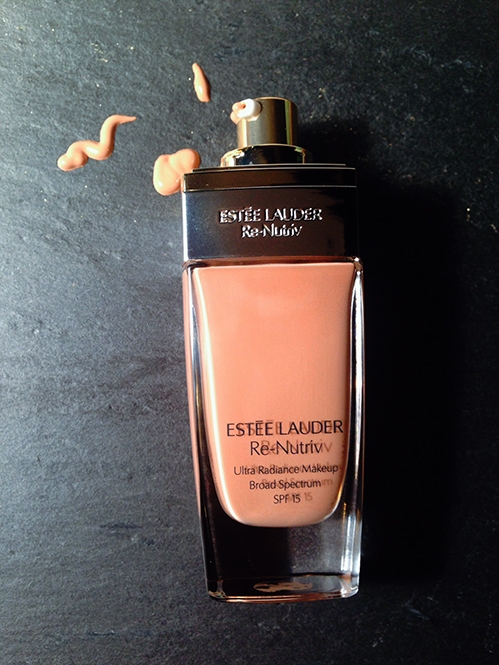 ESTĒE LAUDER
Re-Nutriv
ESTĒE LAUDER
Re-Nutriv
Ultra Radiance Makeup
Broad Spectrum
SPF 15